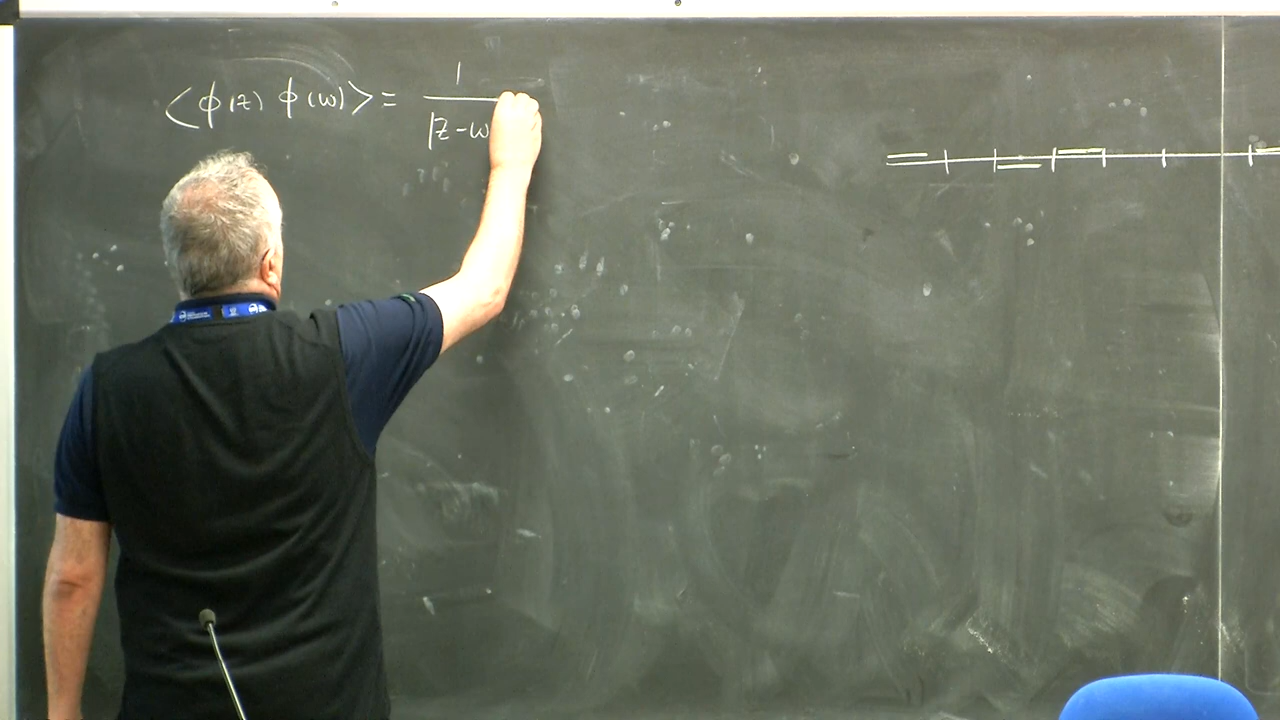 <ϕ(z) ϕ(w)> = 1 / |z-w